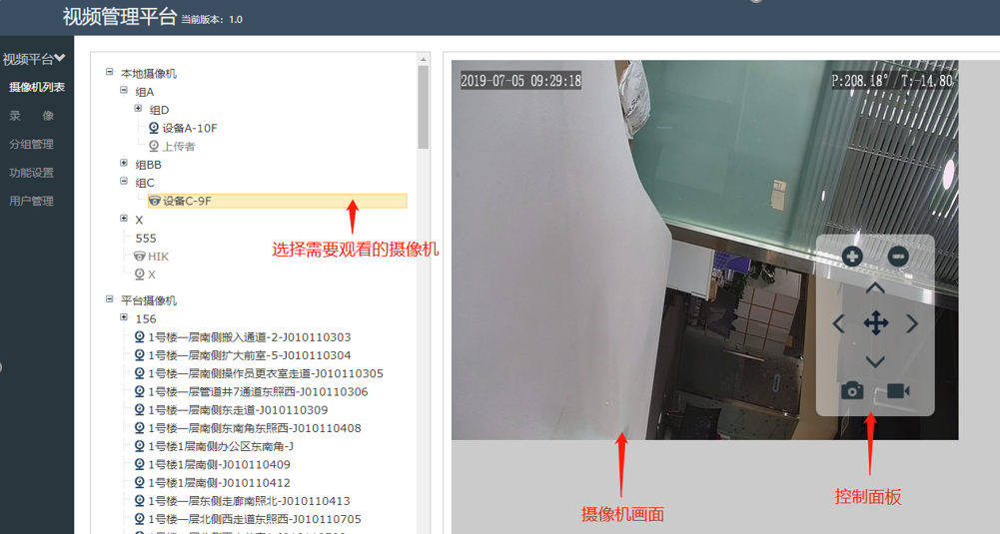 视频管理平台 当前版本：1.0
视频平台
摄像机列表
录 像
分组管理
功能设置
用户管理
本地摄像机
组A
组D
设备A-10F
上传者
组BB
组C
设备C-9F
X
555
HIK
X
选择需要观看的摄像机
平台摄像机
156
1号楼一层南侧搬入通道-2-J010110303
1号楼一层南侧扩大前室-5-J010110304
1号楼一层南侧操作员更衣室走道-J010110305
1号楼一层管道井7通道东照西-J010110306
1号楼一层南侧东走道-J010110309
1号楼一层南侧东南角东照西-J010110408
1号楼1层南侧办公区东南角-J
1号楼1层南侧-J010110409
1号楼1层南侧-J010110412
1号楼一层东侧走廊南照北-J010110413
1号楼一层北侧西走道东照西-J010110705
2019-07-05 09:29:18
P:208.18° T:-14.80
摄像机画面
控制面板